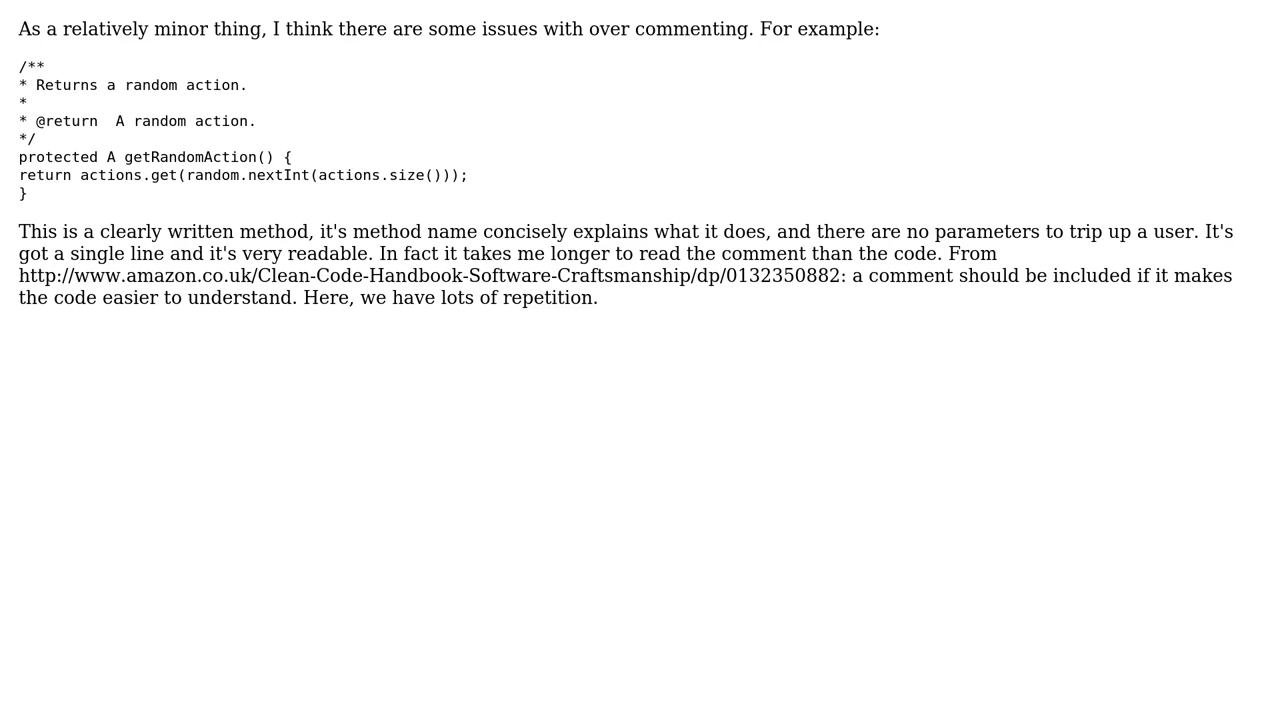 As a relatively minor thing, I think there are some issues with over commenting. For example:
/**
* Returns a random action.
*
* @return  A random action.
*/
protected A getRandomAction() {
return actions.get(random.nextInt(actions.size()));
}
This is a clearly written method, it's method name concisely explains what it does, and there are no parameters to trip up a user. It's
got a single line and it's very readable. In fact it takes me longer to read the comment than the code. From
http://www.amazon.co.uk/Clean-Code-Handbook-Software-Craftsmanship/dp/0132350882: a comment should be included if it makes
the code easier to understand. Here, we have lots of repetition.